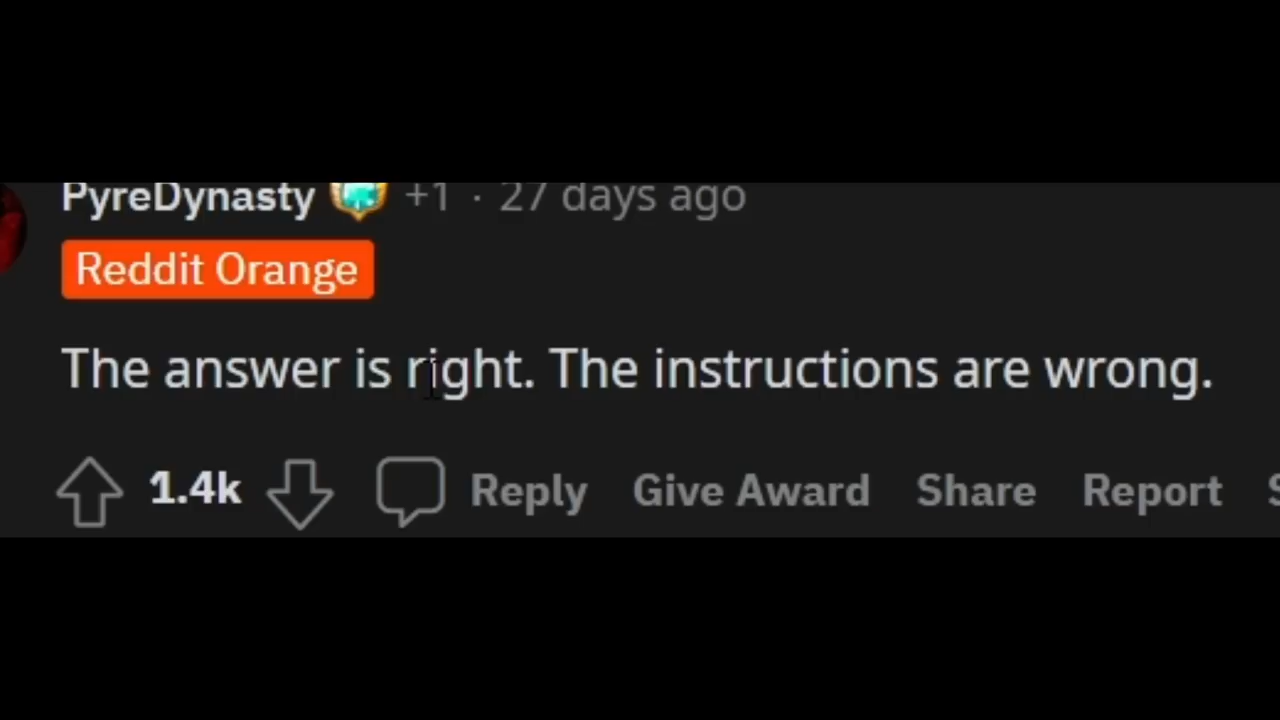 PyreDynasty +1 · 27 days ago
Reddit Orange
The answer is right. The instructions are wrong.
1.4k Reply Give Award Share Report